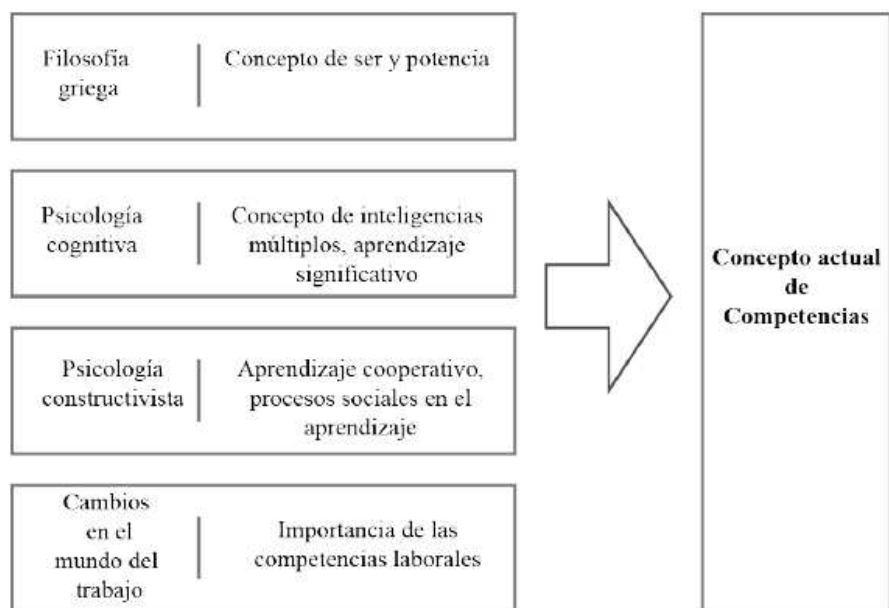 Filosofía
griega
Concepto de ser y potencia
Psicología
cognitiva
Concepto de inteligencias
múltiplos, aprendizaje
significativo
Psicología
constructivista
Aprendizaje cooperativo,
procesos sociales en el
aprendizaje
Cambios
en el
mundo del
trabajo
Importancia de las
competencias laborales
Concepto actual
de
Competencias